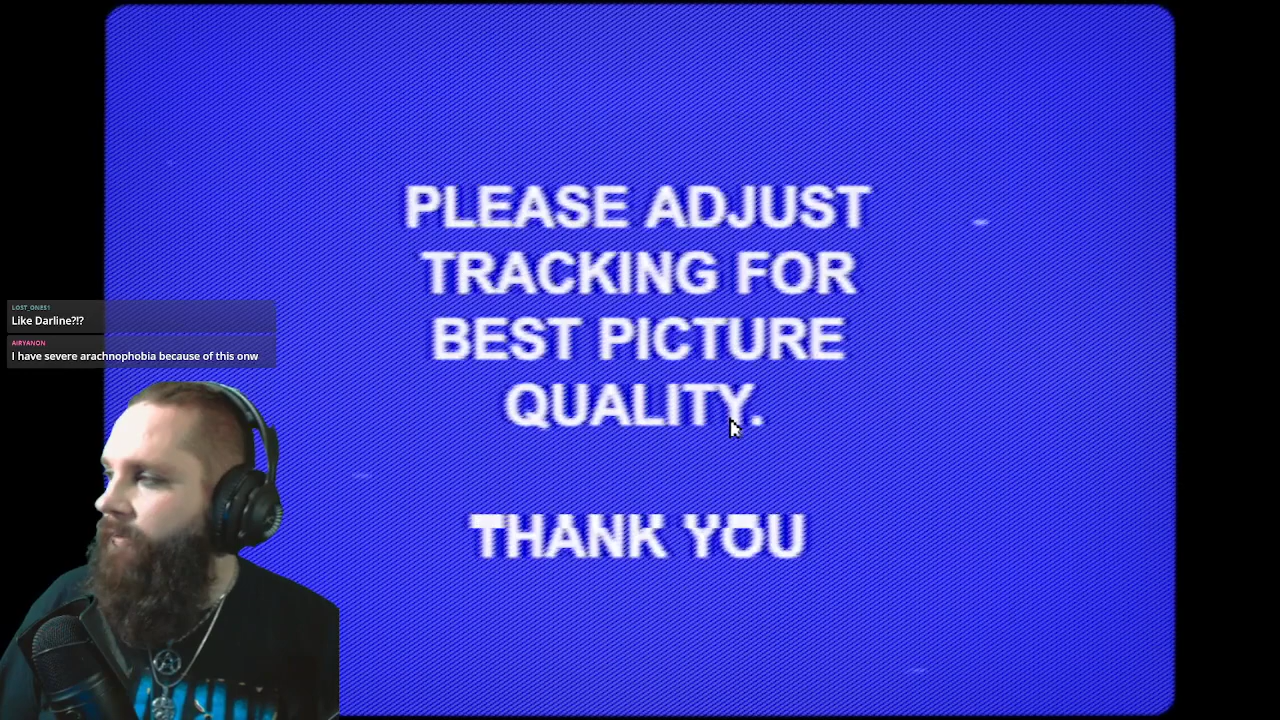 PLEASE ADJUST
TRACKING FOR
BEST PICTURE
QUALITY.
THANK YOU
LOST_ONES1
Like Darline?!?
AIRYANON
I have severe arachnophobia because of this onw